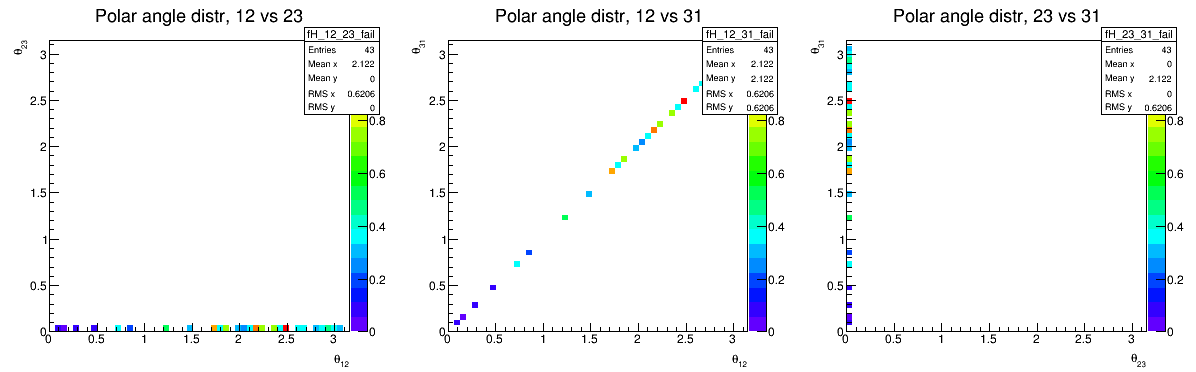 Polar angle distr, 12 vs 23
θ23
fH_12_23_fail
Entries 43
Mean x 2.122
Mean y 0
RMS x 0.6206
RMS y 0
3
2.5
2
1.5
1
0.5
0
0 0.5 1 1.5 2 2.5 3
θ12
0.8
0.6
0.4
0.2
0
Polar angle distr, 12 vs 31
θ31
fH_12_31_fail
Entries 43
Mean x 2.122
Mean y 2.122
RMS x 0.6206
RMS y 0.6206
3
2.5
2
1.5
1
0.5
0
0 0.5 1 1.5 2 2.5 3
θ12
0.8
0.6
0.4
0.2
0
Polar angle distr, 23 vs 31
θ31
fH_23_31_fail
Entries 43
Mean x 0
Mean y 2.122
RMS x 0
RMS y 0.6206
3
2.5
2
1.5
1
0.5
0
0 0.5 1 1.5 2 2.5 3
θ23
0.8
0.6
0.4
0.2
0